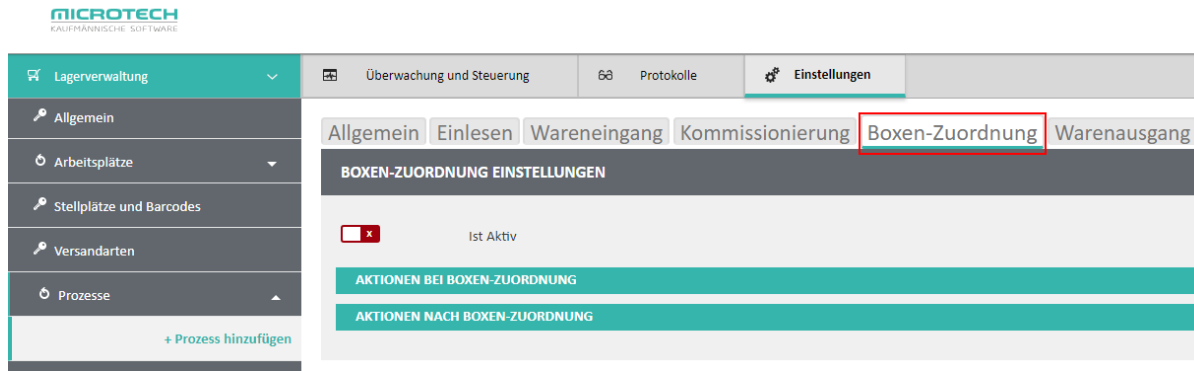 MICROTECH
KAUFMÄNNISCHE SOFTWARE
Lagerverwaltung
Überwachung und Steuerung
Protokolle
Einstellungen
Allgemein
Arbeitsplätze
Stellplätze und Barcodes
Versandarten
Prozesse
+ Prozess hinzufügen
Allgemein Einlesen Wareneingang Kommissionierung Boxen-Zuordnung Warenausgang
BOXEN-ZUORDNUNG EINSTELLUNGEN
x Ist Aktiv
AKTIONEN BEI BOXEN-ZUORDNUNG
AKTIONEN NACH BOXEN-ZUORDNUNG